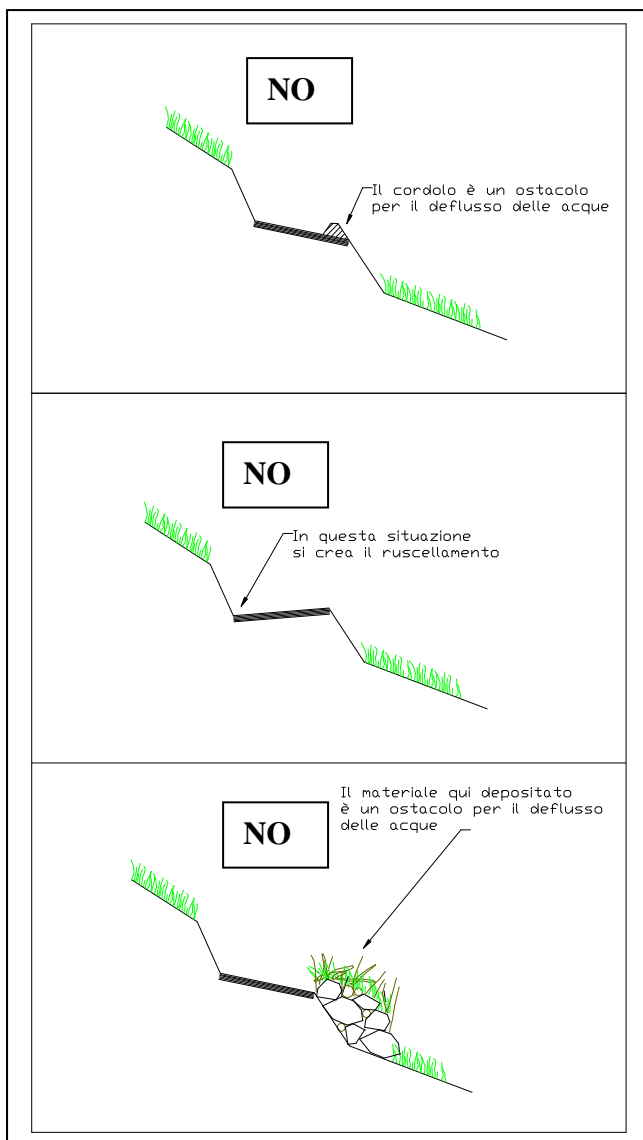 NO
Il cordolo è un ostacolo
per il deflusso delle acque
NO
In questa situazione
si crea il ruscellamento
NO
Il materiale qui depositato
è un ostacolo per il deflusso
delle acque